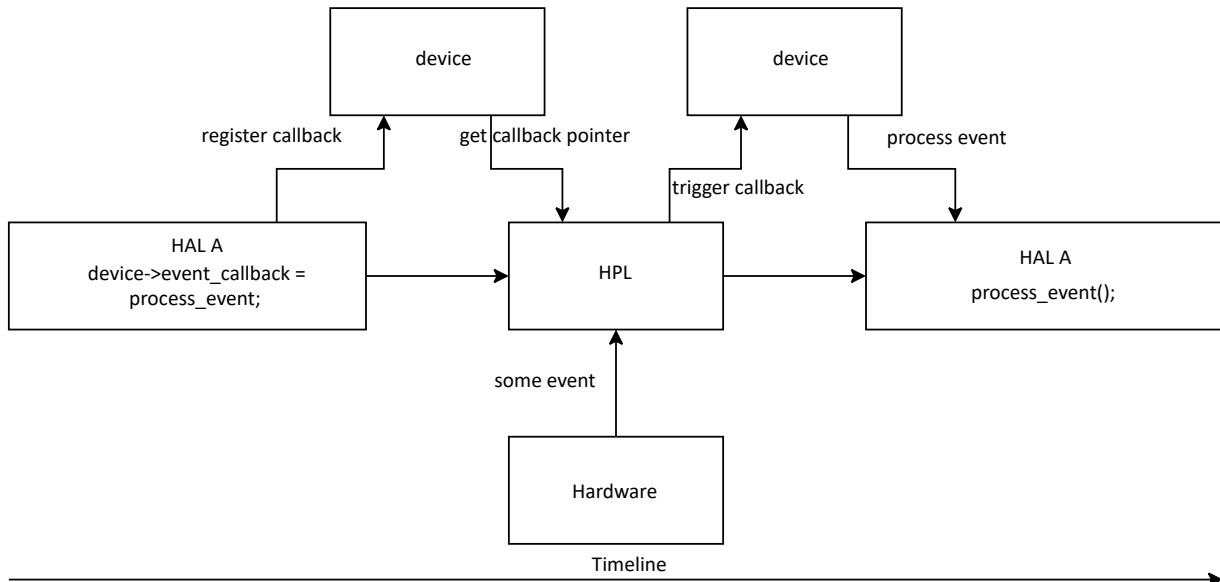 device
device
register callback
get callback pointer
process event
trigger callback
HAL A
device->event_callback =
process_event;
HPL
HAL A
process_event();
some event
Hardware
Timeline